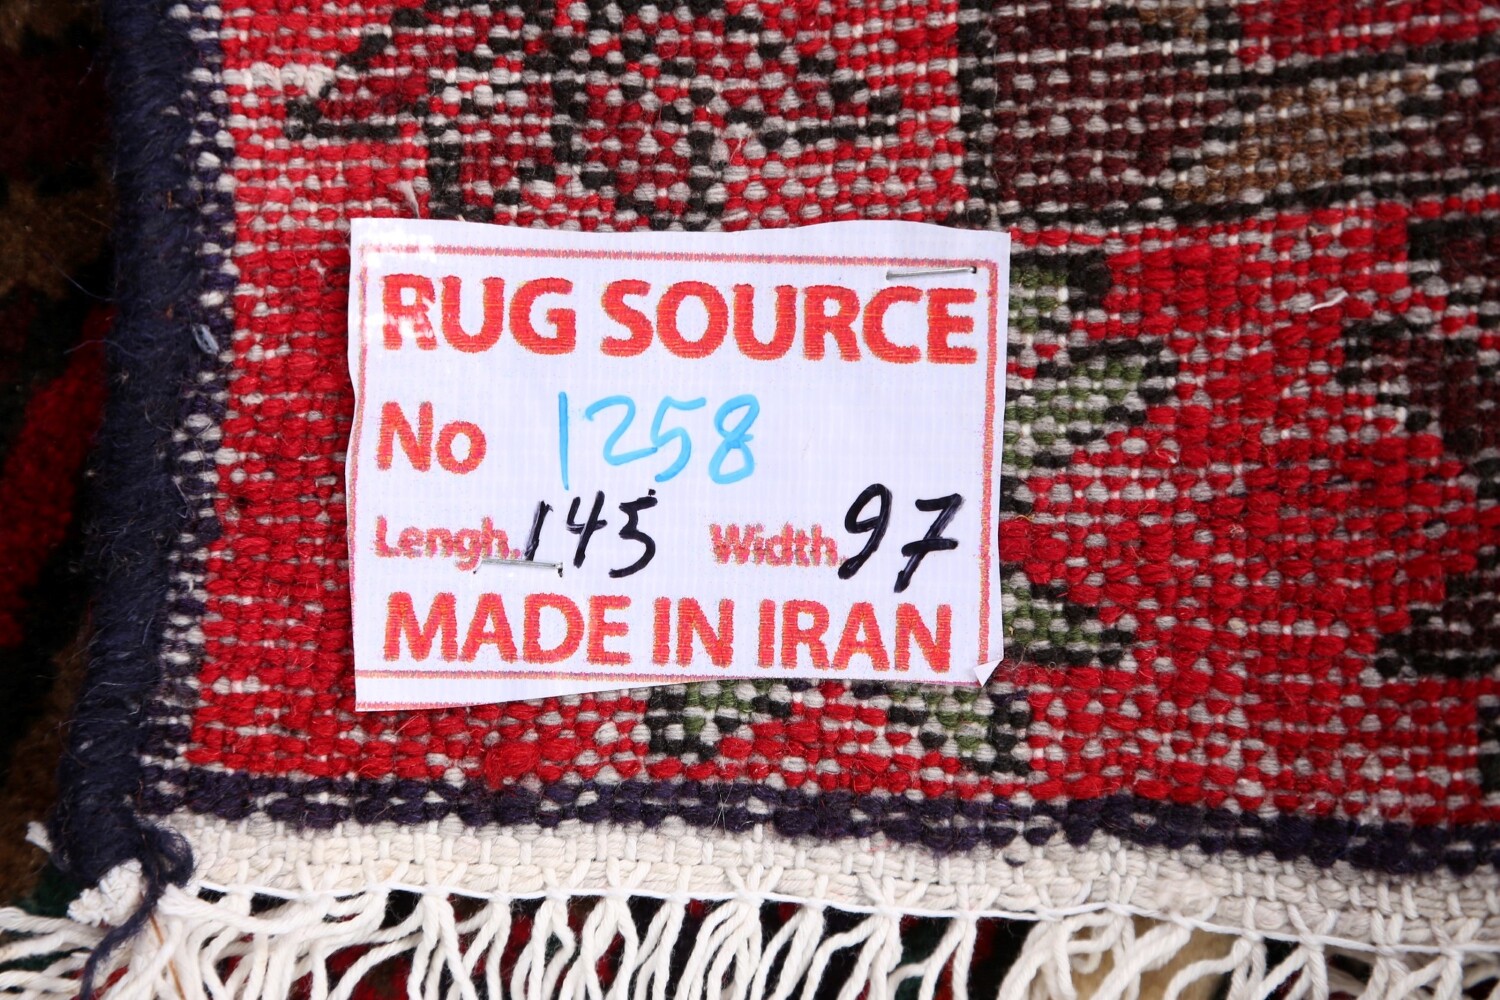 RUG SOURCE
No 1258
Lengh. 145 Width. 97
MADE IN IRAN